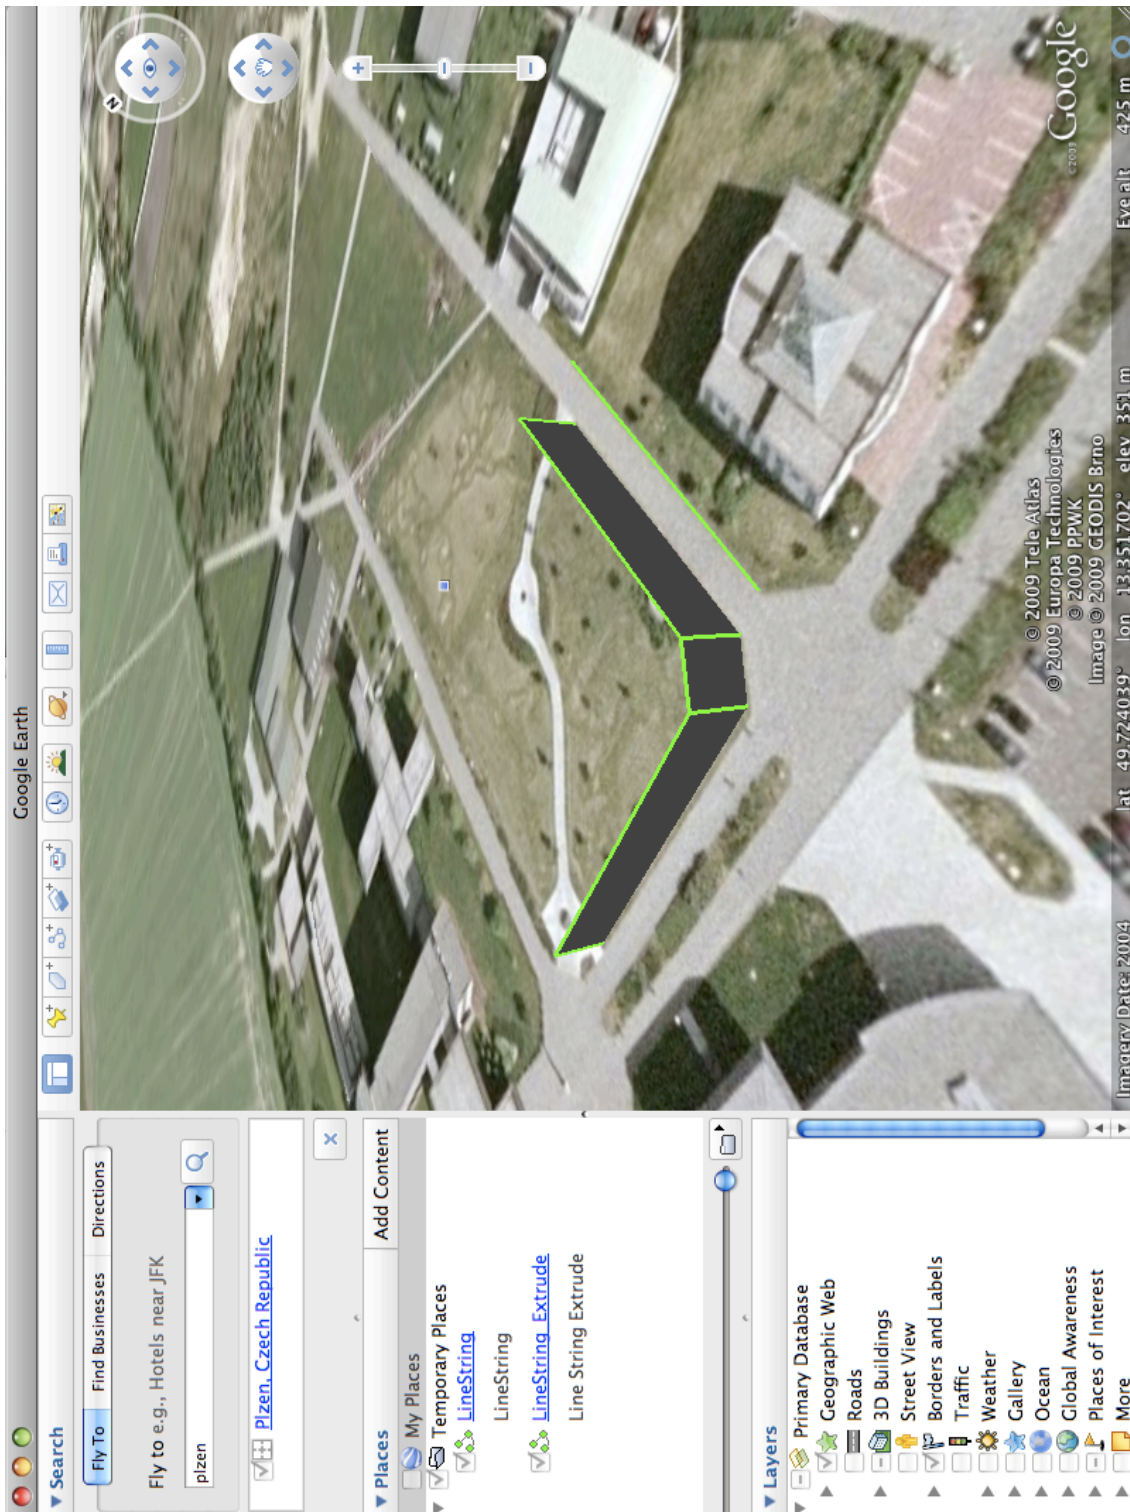 Google Earth
Search
Fly To
Find Businesses
Directions
Fly to e.g., Hotels near JFK
plzen
Plzen, Czech Republic
Places
Add Content
My Places
Temporary Places
LineString
LineString
LineString Extrude
Line String Extrude
Layers
Primary Database
Geographic Web
Roads
3D Buildings
Street View
Borders and Labels
Traffic
Weather
Gallery
Ocean
Global Awareness
Places of Interest
More
N
© 2009 Tele Atlas
© 2009 Europa Technologies
© 2009 PPWK
Image © 2009 GEODIS Brno
©2009 Google
Imagery Date: 2004
lat 49.724039° lon 13.351702° elev 351 m
Eye alt 425 m